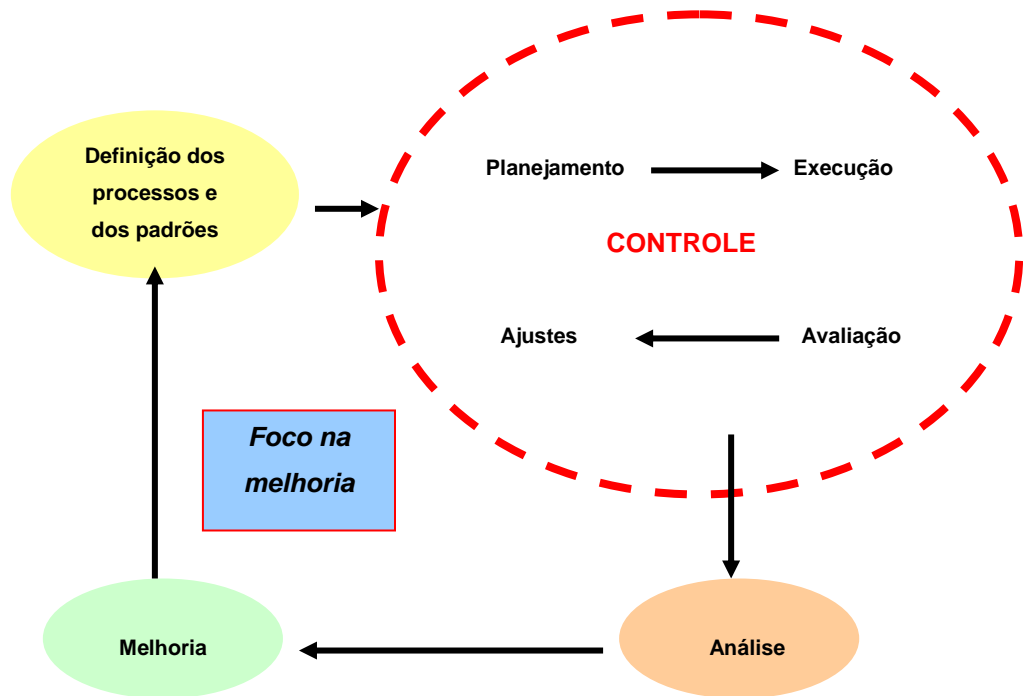 Definição dos
processos e
dos padrões
Planejamento
Execução
CONTROLE
Ajustes
Avaliação
Foco na
melhoria
Melhoria
Análise